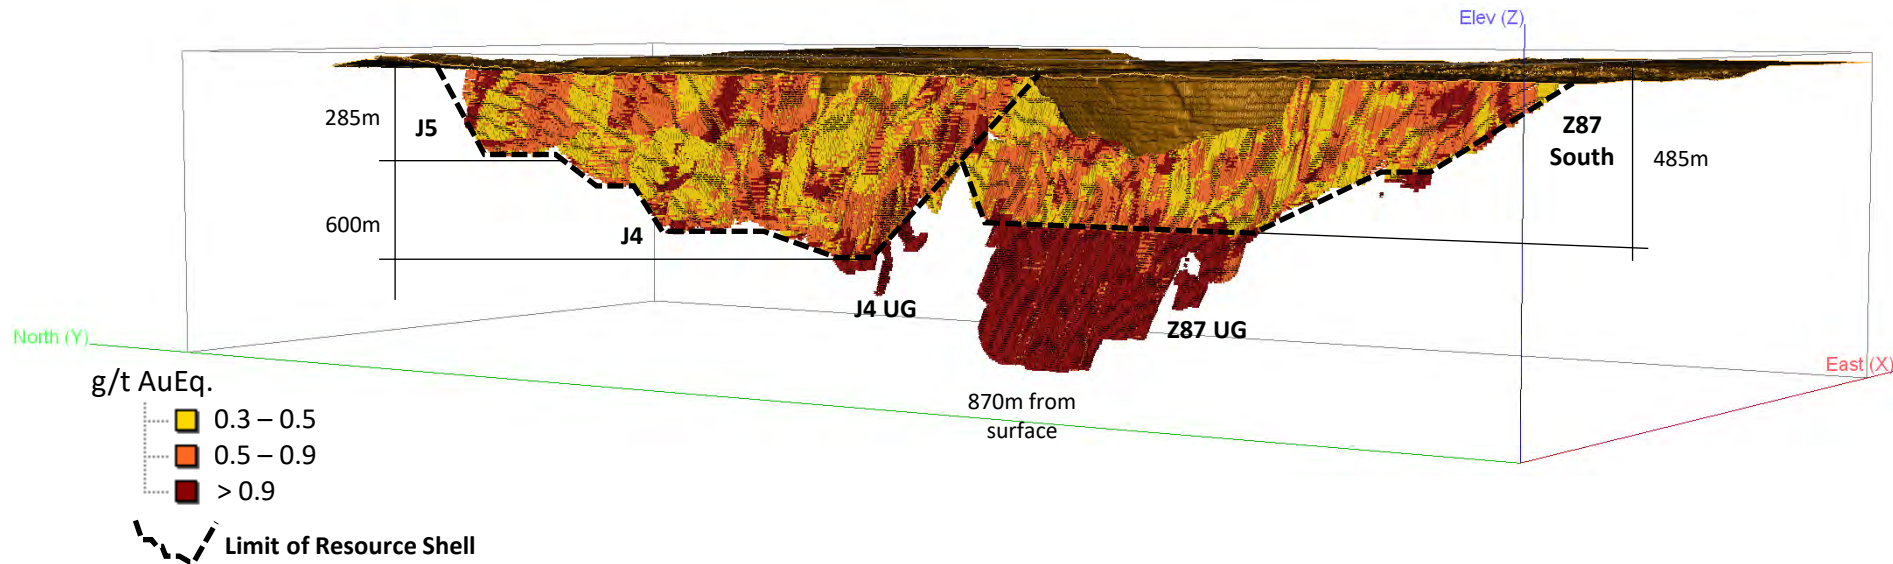 Elev (Z)
285m
J5
Z87
South
485m
600m
J4
J4 UG
Z87 UG
North (Y)
East (X)
870m from
surface
g/t AuEq.
0.3 – 0.5
0.5 – 0.9
> 0.9
Limit of Resource Shell